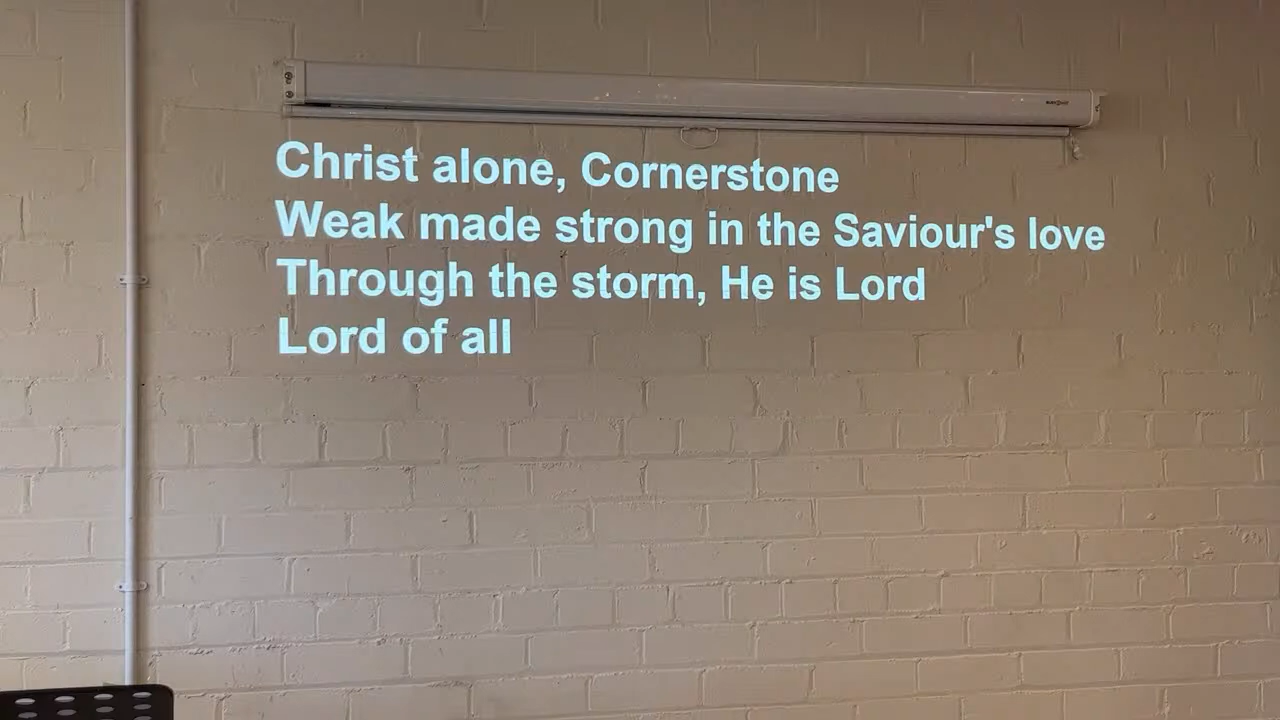 Christ alone, Cornerstone
Weak made strong in the Saviour's love
Through the storm, He is Lord
Lord of all